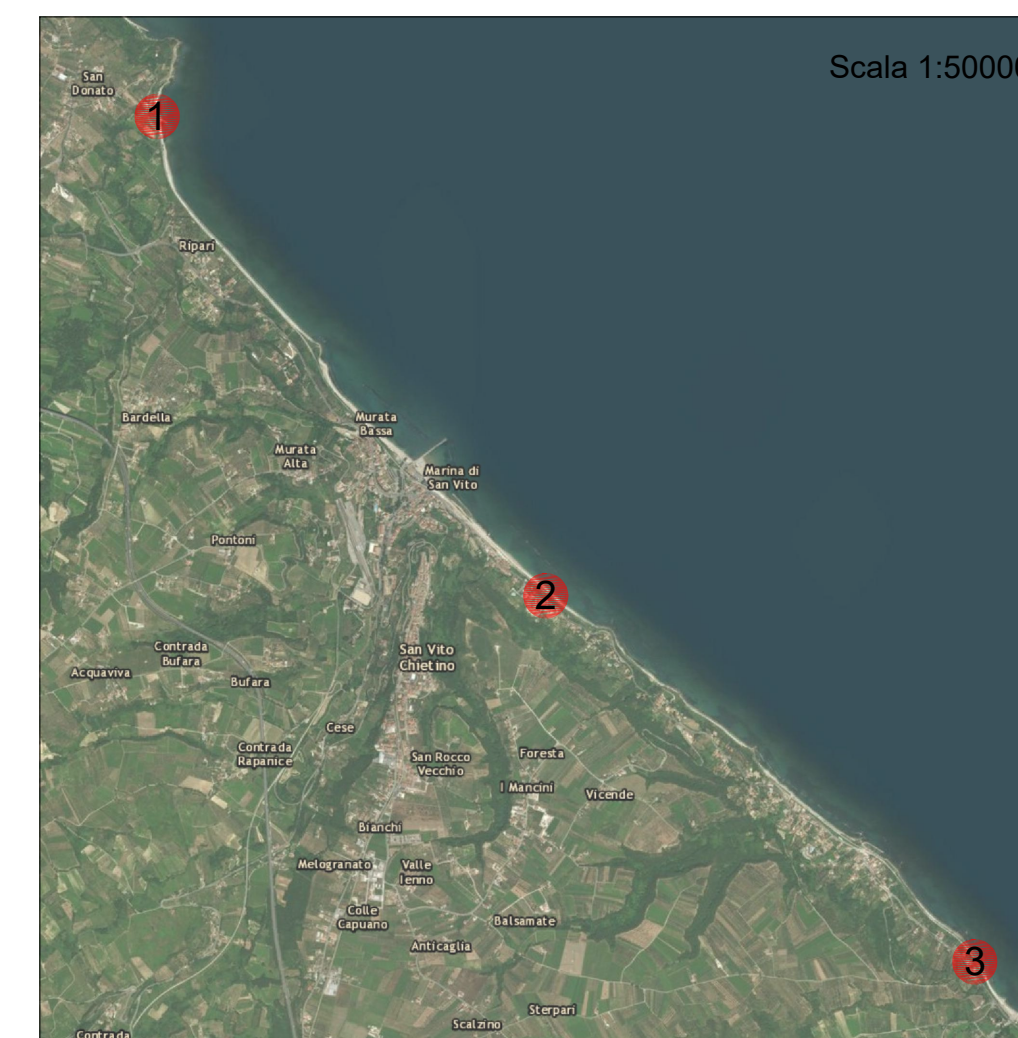 Scala 1:50000
San
Donato
1
Ripari
Bardella
Murata
Bassa
Murata
Alta
Marina di
San Vito
Pontoni
2
San Vito
Chietino
Contrada
Bufara
Acquaviva
Bufara
Cese
Contrada
Rapanice
San Rocco
Vecchio
Foresta
I Mancini
Vicende
Bianchi
Melogranato
Valle
Ienno
Colle
Capuano
Balsamate
Anticaglia
3
Sterpari
Scalzino
Contrada